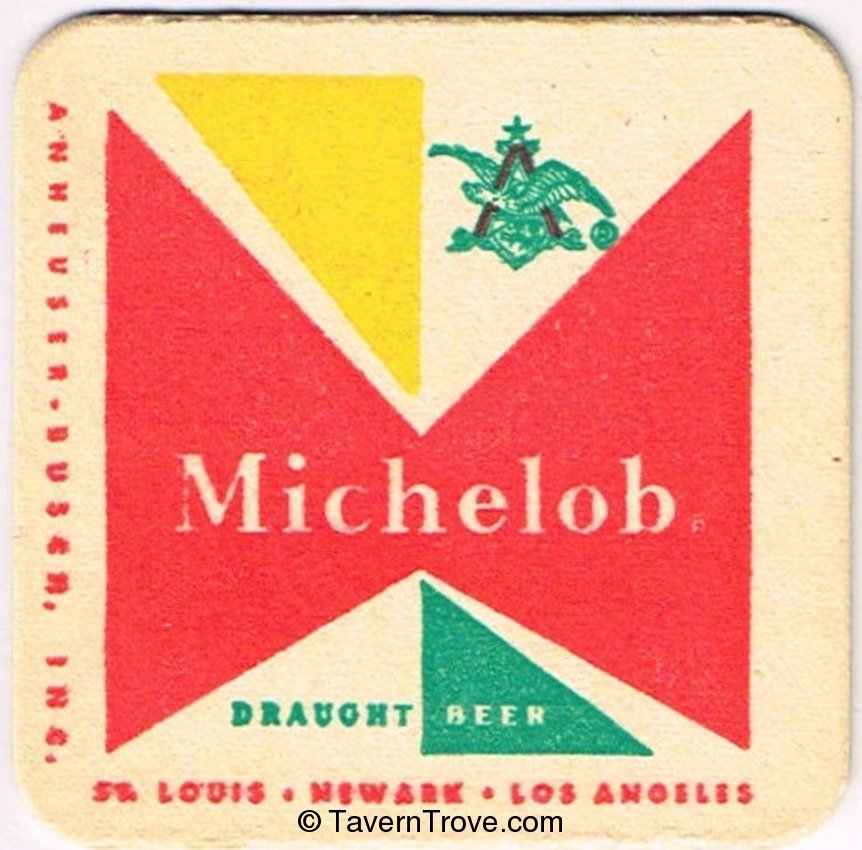 ANHEUSER-BUSCH, INC.
Michelob®
DRAUGHT BEER
ST. LOUIS • NEWARK • LOS ANGELES
© TavernTrove.com